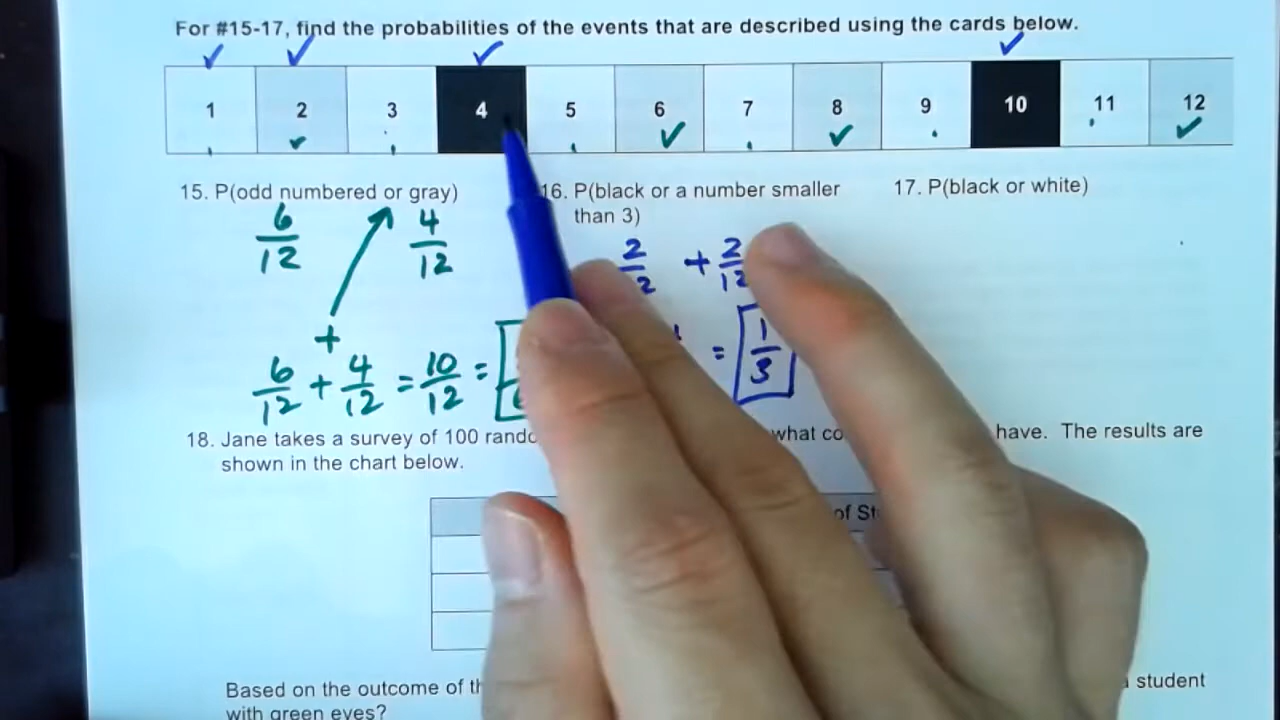 For #15-17, find the probabilities of the events that are described using the cards below.
1 2 3 4 5 6 7 8 9 10 11 12
15. P(odd numbered or gray)
16. P(black or a number smaller
than 3)
17. P(black or white)
6/12 4/12
2 + 2/12
= 1/3
+
6/12 + 4/12 = 10/12 =
18. Jane takes a survey of 100 what have. The results are
shown in the chart below.
of
Based on the outcome of student
with green eyes?